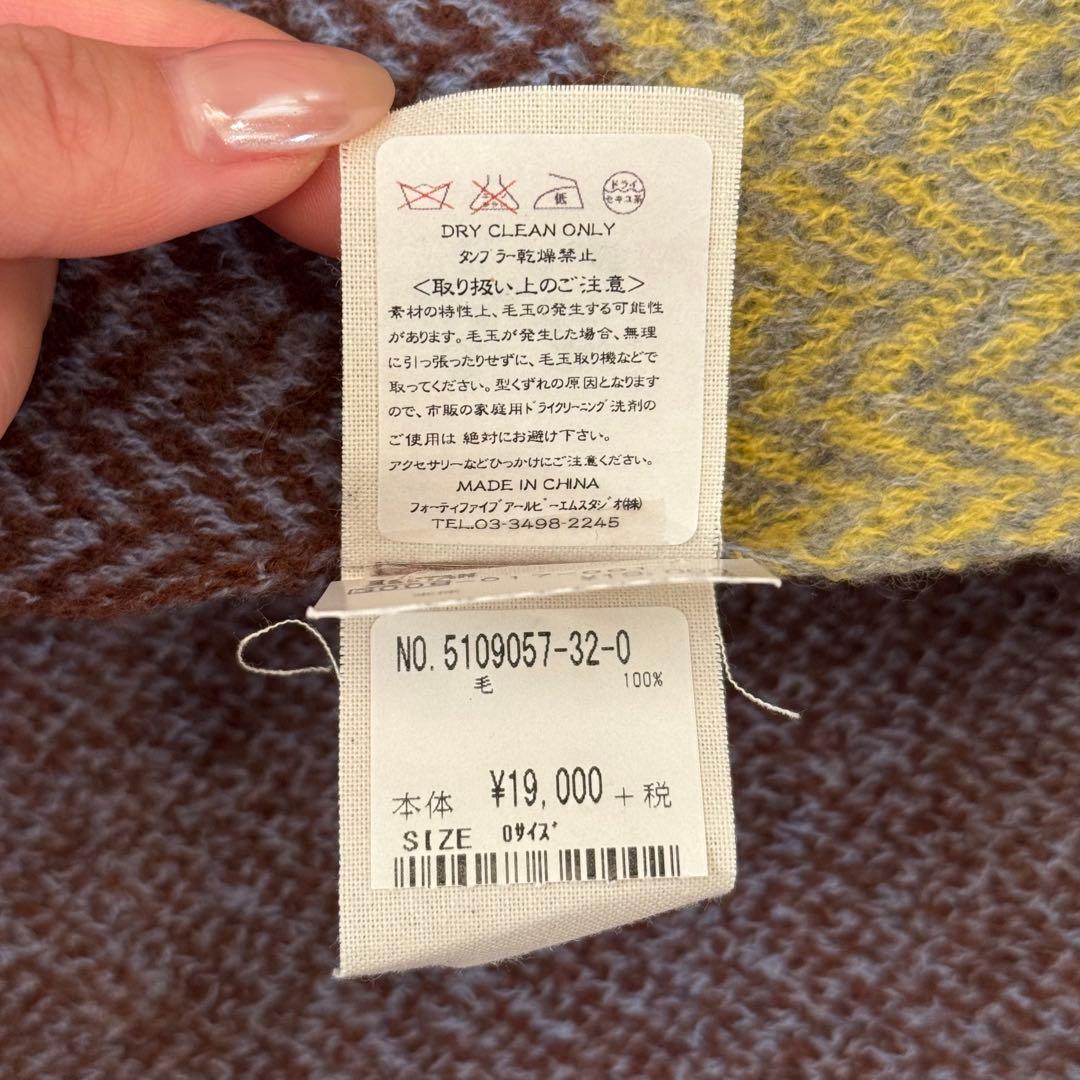 低
ドライ
セキユ系
DRY CLEAN ONLY
タンブラー乾燥禁止
<取り扱い上のご注意>
素材の特性上、毛玉の発生する可能性
があります。毛玉が発生した場合、無理
に引っ張ったりせずに、毛玉取り機などで
取ってください。型くずれの原因となります
ので、市販の家庭用ドライクリーニング洗剤の
ご使用は 絶対にお避け下さい。
アクセサリーなどひっかけにご注意ください。
MADE IN CHINA
フォーティファイブアールピーエムスタジオ(株)
TEL.03-3498-2245
NO.5109057-32-0
毛 100%
本体 ¥19,000 +税
SIZE 0サイズ